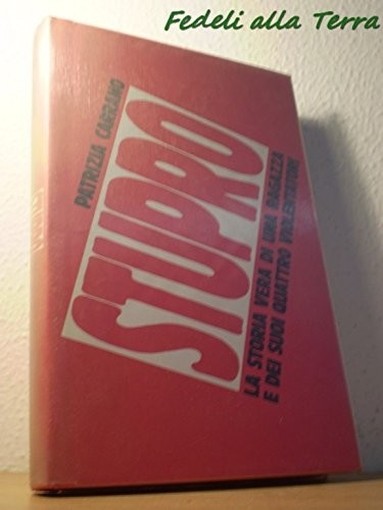 Fedeli alla Terra
PATRIZIA CARRANO
STUPRO
LA STORIA VERA DI UNA RAGAZZA
E DEI SUOI QUATTRO VIOLENTATORI